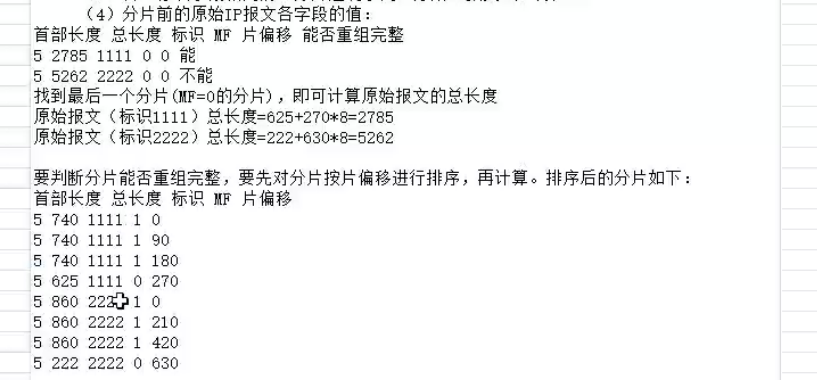 （4）分片前的原始IP报文各字段的值：
首部长度 总长度 标识 MF 片偏移 能否重组完整
5 2785 1111 0 0 能
5 5262 2222 0 0 不能
找到最后一个分片(MF=0的分片)，即可计算原始报文的总长度
原始报文（标识1111）总长度=625+270*8=2785
原始报文（标识2222）总长度=222+630*8=5262
要判断分片能否重组完整，要先对分片按片偏移进行排序，再计算。排序后的分片如下：
首部长度 总长度 标识 MF 片偏移
5 740 1111 1 0
5 740 1111 1 90
5 740 1111 1 180
5 625 1111 0 270
5 860 1 0
5 860 2222 1 210
5 860 2222 1 420
5 222 2222 0 630